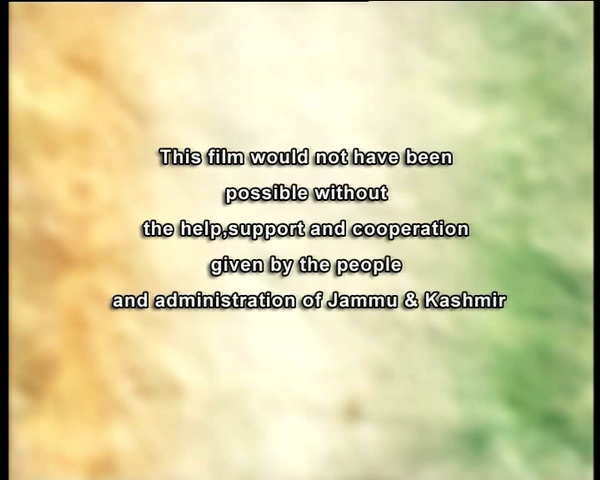 This film would not have been
possible without
the help,support and cooperation
given by the people
and administration of Jammu & Kashmir